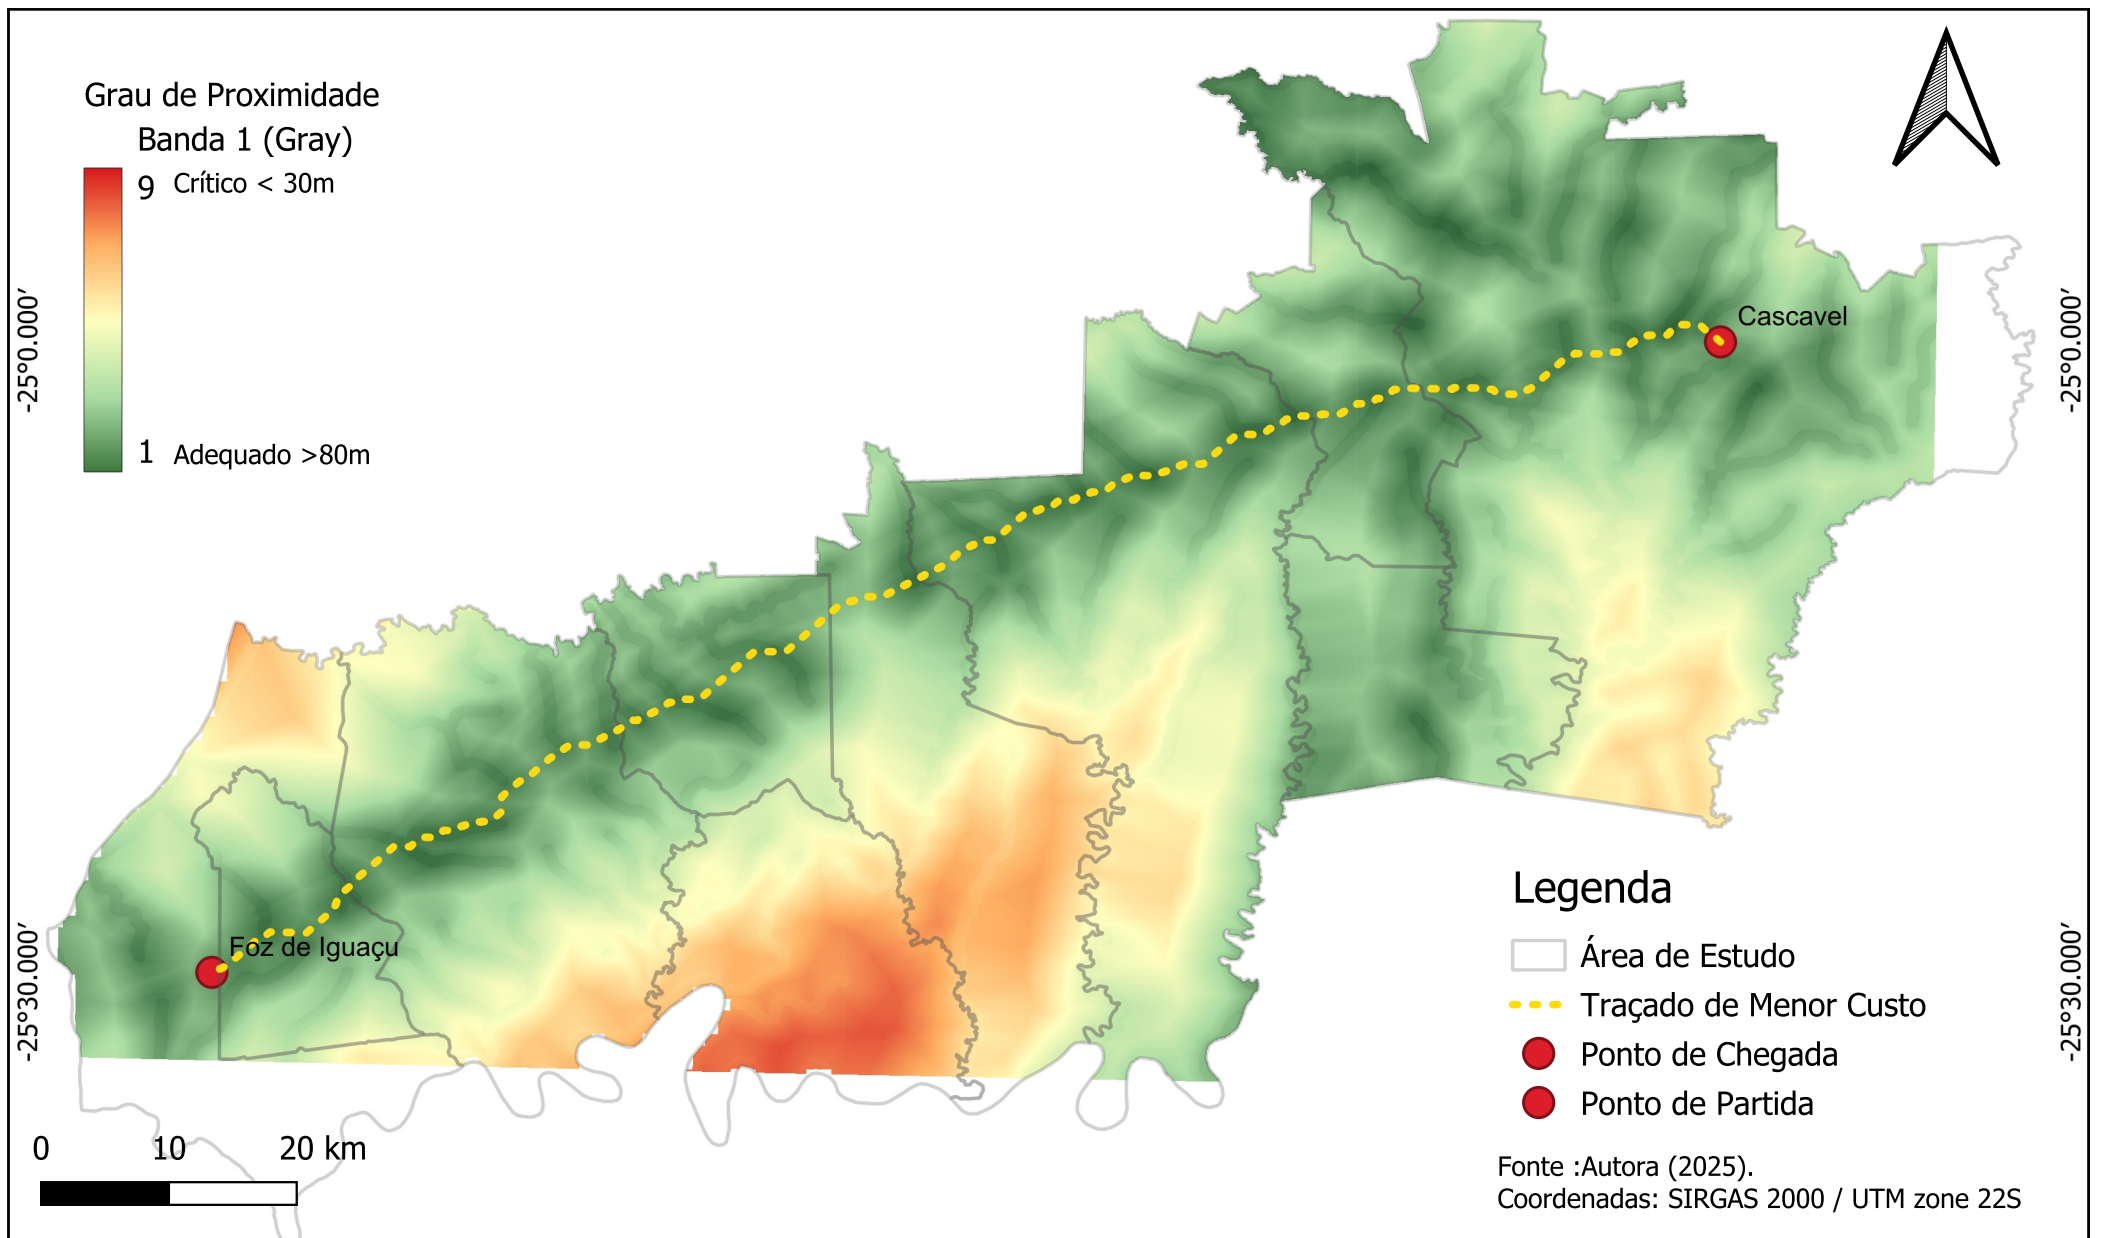 Grau de Proximidade
Banda 1 (Gray)
9 Crítico < 30m
1 Adequado >80m
-25°0.000’
-25°0.000’
Cascavel
Foz de Iguaçu
-25°30.000’
-25°30.000’
Legenda
Área de Estudo
Traçado de Menor Custo
Ponto de Chegada
Ponto de Partida
0 10 20 km
Fonte :Autora (2025).
Coordenadas: SIRGAS 2000 / UTM zone 22S